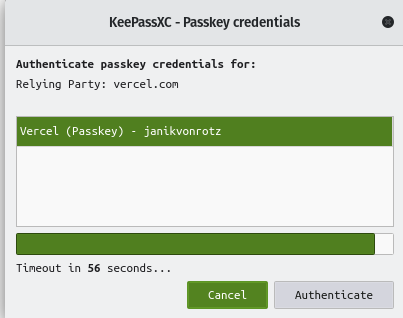 KeePassXC - Passkey credentials
Authenticate passkey credentials for:
Relying Party: vercel.com
Vercel (Passkey) - janikvonrotz
Timeout in 56 seconds...
Cancel
Authenticate